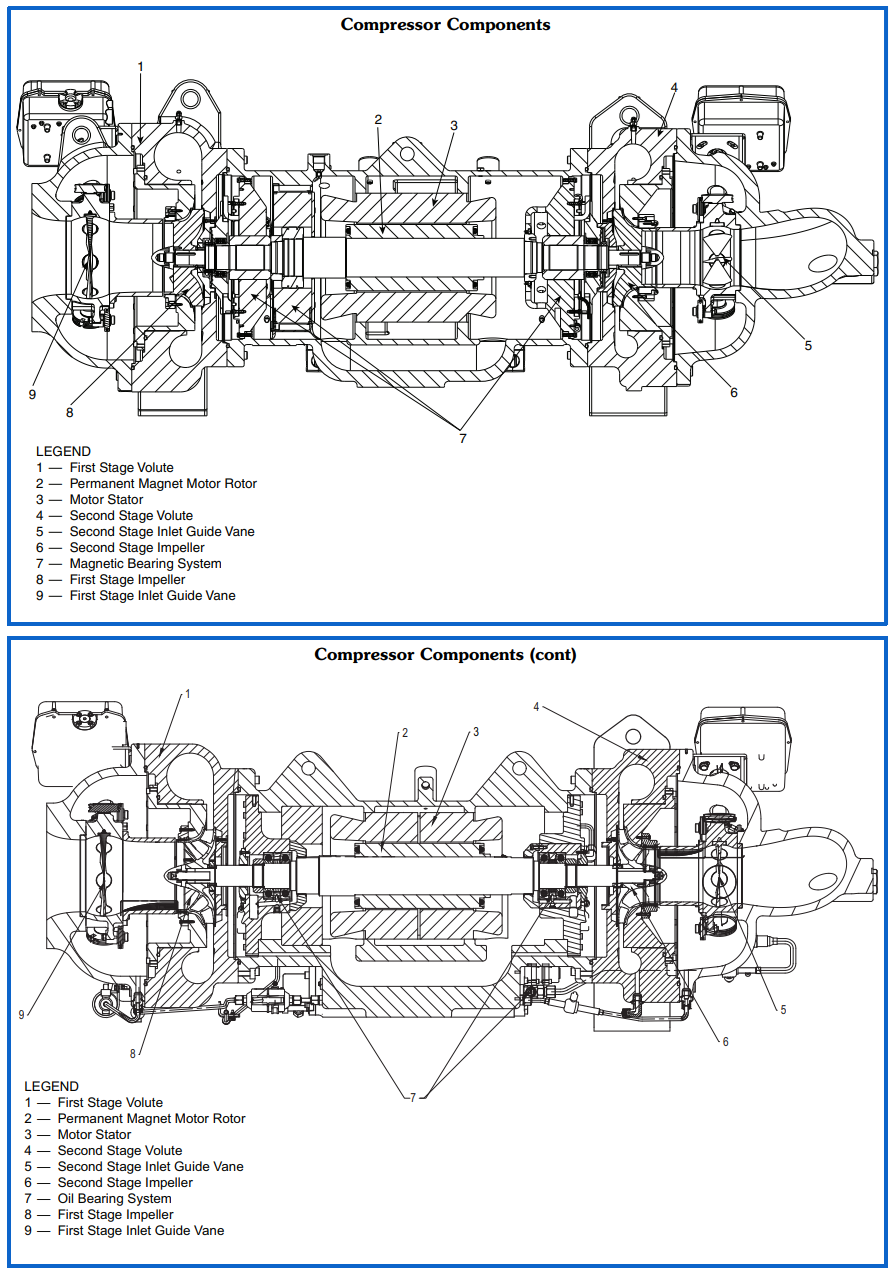 Compressor Components
1
2
3
4
5
6
7
8
9
LEGEND
1 — First Stage Volute
2 — Permanent Magnet Motor Rotor
3 — Motor Stator
4 — Second Stage Volute
5 — Second Stage Inlet Guide Vane
6 — Second Stage Impeller
7 — Magnetic Bearing System
8 — First Stage Impeller
9 — First Stage Inlet Guide Vane
Compressor Components (cont)
1
2
3
4
5
6
7
8
9
LEGEND
1 — First Stage Volute
2 — Permanent Magnet Motor Rotor
3 — Motor Stator
4 — Second Stage Volute
5 — Second Stage Inlet Guide Vane
6 — Second Stage Impeller
7 — Oil Bearing System
8 — First Stage Impeller
9 — First Stage Inlet Guide Vane